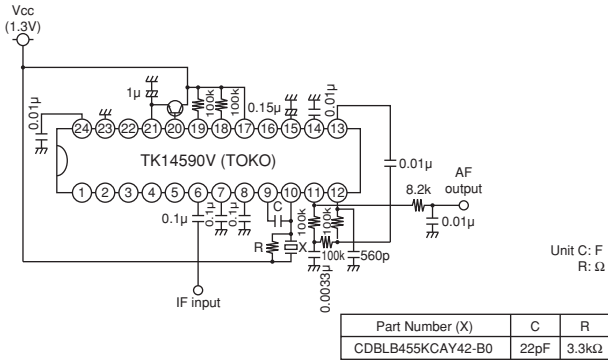 Vcc
(1.3V)
1μ
100k
100k
0.15μ
0.01μ
0.01μ
24 23 22 21 20 19 18 17 16 15 14 13
TK14590V (TOKO)
1 2 3 4 5 6 7 8 9 10 11 12
0.01μ
AF
output
8.2k
0.01μ
0.1μ
0.1μ
0.1μ
C
R
X
100k
100k
100k
560p
0.0033μ
IF input
Unit C: F
R: Ω
Part Number (X) C R
CDBLB455KCAY42-B0 22pF 3.3kΩ